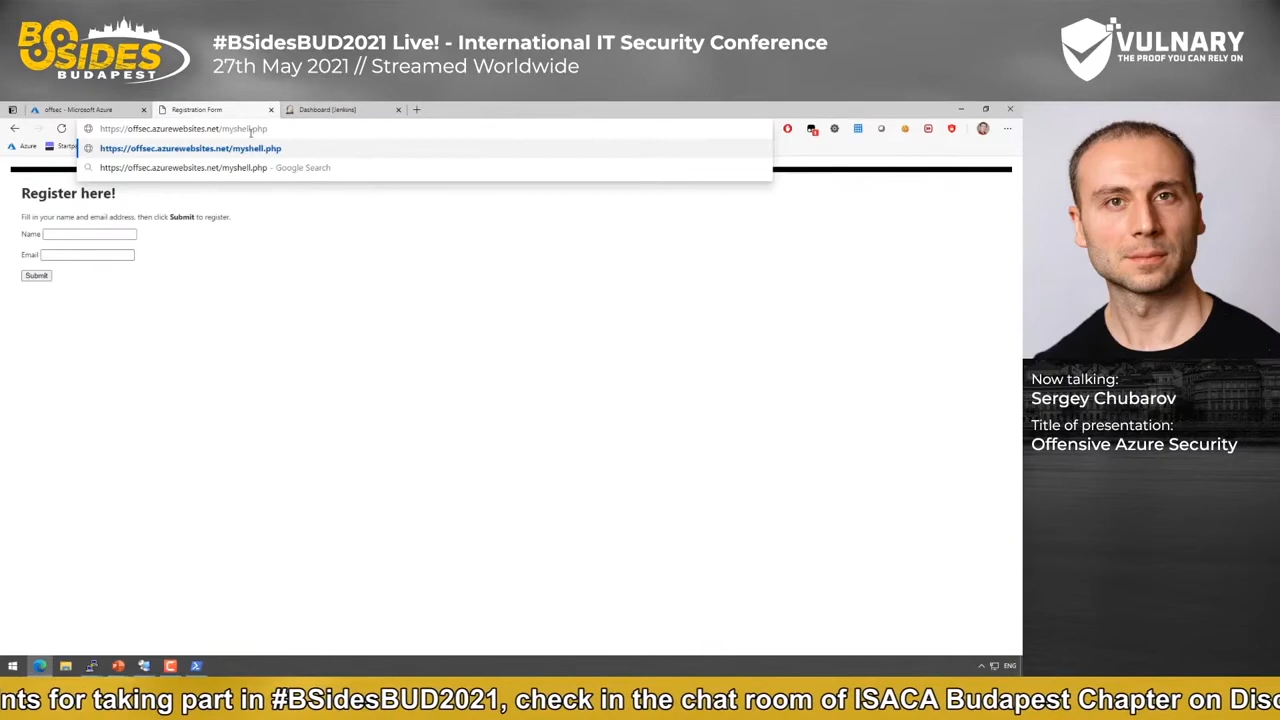 BSIDES
BUDAPEST
#BSidesBUD2021 Live! - International IT Security Conference
27th May 2021 // Streamed Worldwide
VULNARY
THE PROOF YOU CAN RELY ON
offsec - Microsoft Azure
Registration Form
Dashboard [Jenkins]
https://offsec.azurewebsites.net/myshell.php
Azure
https://offsec.azurewebsites.net/myshell.php
https://offsec.azurewebsites.net/myshell.php - Google Search
Register here!
Fill in your name and email address, then click Submit to register.
Name
Email
Submit
Now talking:
Sergey Chubarov
Title of presentation:
Offensive Azure Security
ENG
nts for taking part in #BSidesBUD2021, check in the chat room of ISACA Budapest Chapter on Disc